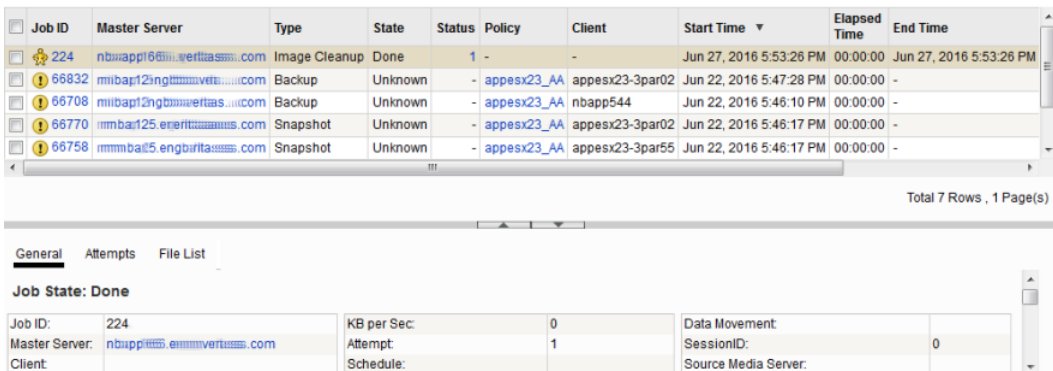 Job ID Master Server Type State Status Policy Client Start Time ▼ Elapsed Time End Time
224 .com Image Cleanup Done 1 - - Jun 27, 2016 5:53:26 PM 00:00:00 Jun 27, 2016 5:53:26 PM
66832 .com Backup Unknown - appesx23_AA appesx23-3par02 Jun 22, 2016 5:47:28 PM 00:00:00 -
66708 .com Backup Unknown - appesx23_AA nbapp544 Jun 22, 2016 5:46:10 PM 00:00:00 -
66770 .com Snapshot Unknown - appesx23_AA appesx23-3par02 Jun 22, 2016 5:46:17 PM 00:00:00 -
66758 .com Snapshot Unknown - appesx23_AA appesx23-3par55 Jun 22, 2016 5:46:17 PM 00:00:00 -
Total 7 Rows , 1 Page(s)
General Attempts File List
Job State: Done
Job ID: 224 KB per Sec: 0 Data Movement:
Master Server: .com Attempt: 1 SessionID: 0
Client: Schedule: Source Media Server: